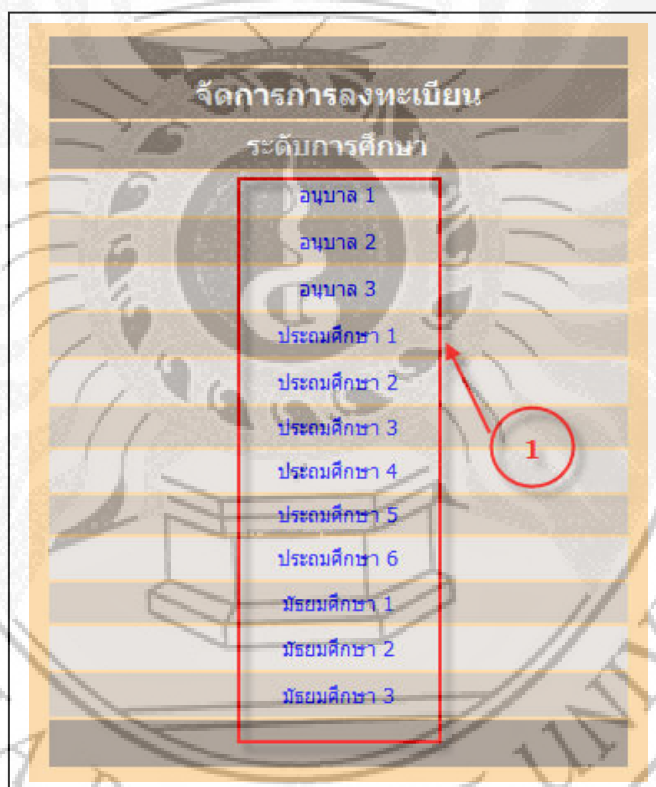 จัดการการลงทะเบียน
ระดับการศึกษา
อนุบาล 1
อนุบาล 2
อนุบาล 3
ประถมศึกษา 1
ประถมศึกษา 2
ประถมศึกษา 3
ประถมศึกษา 4
ประถมศึกษา 5
ประถมศึกษา 6
มัธยมศึกษา 1
มัธยมศึกษา 2
มัธยมศึกษา 3
1